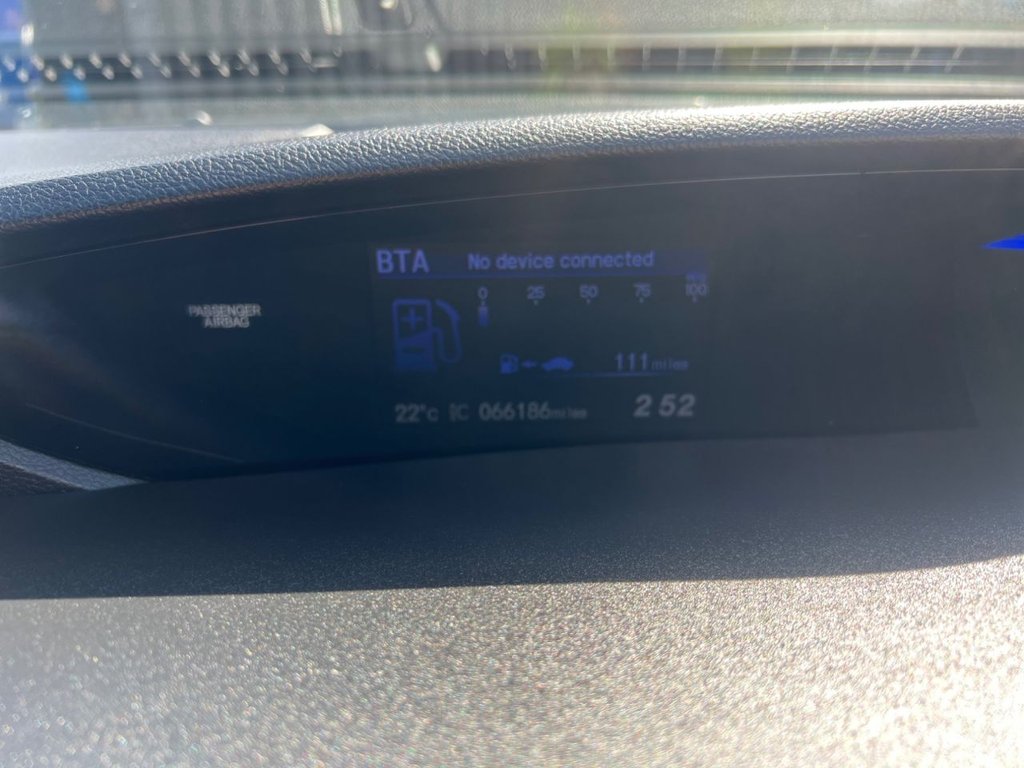 BTA No device connected
0 25 50 75 100
PASSENGER
AIRBAG
111 miles
22°c 066186 miles 2 52